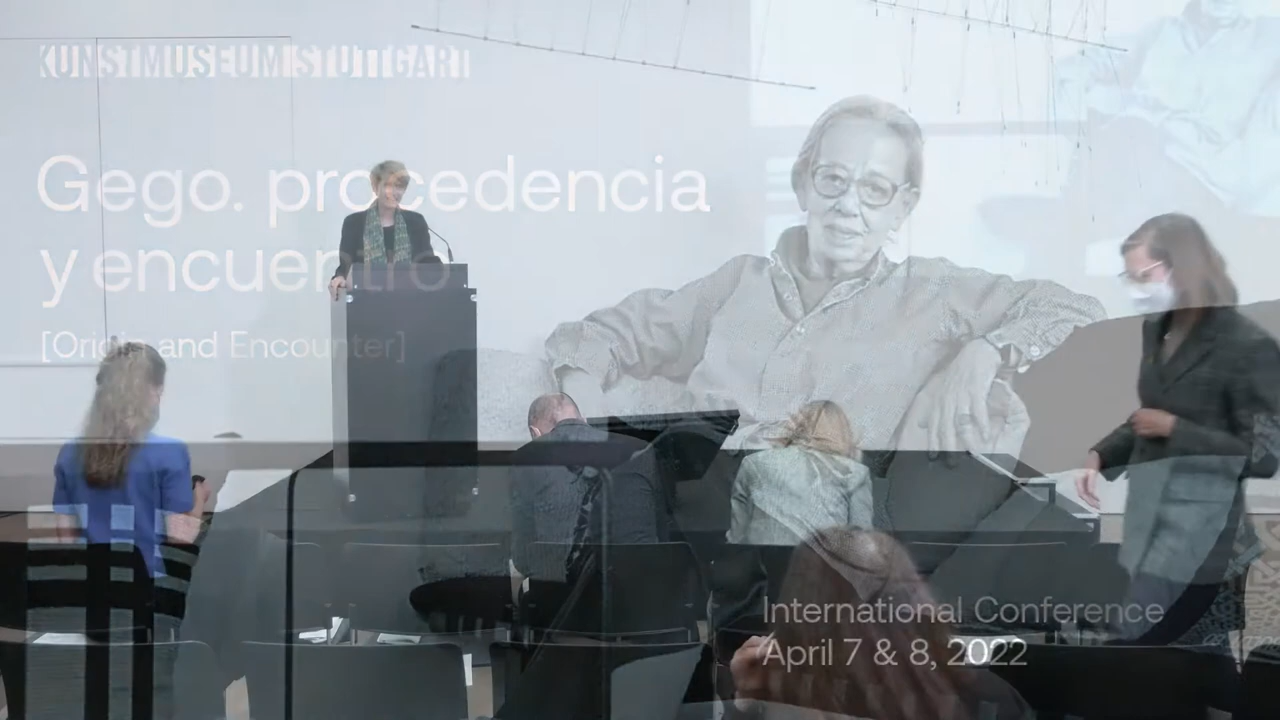 KUNSTMUSEUM STUTTGART
Gego. procedencia
y encuentro
[Origin and Encounter]
International Conference
April 7 & 8, 2022